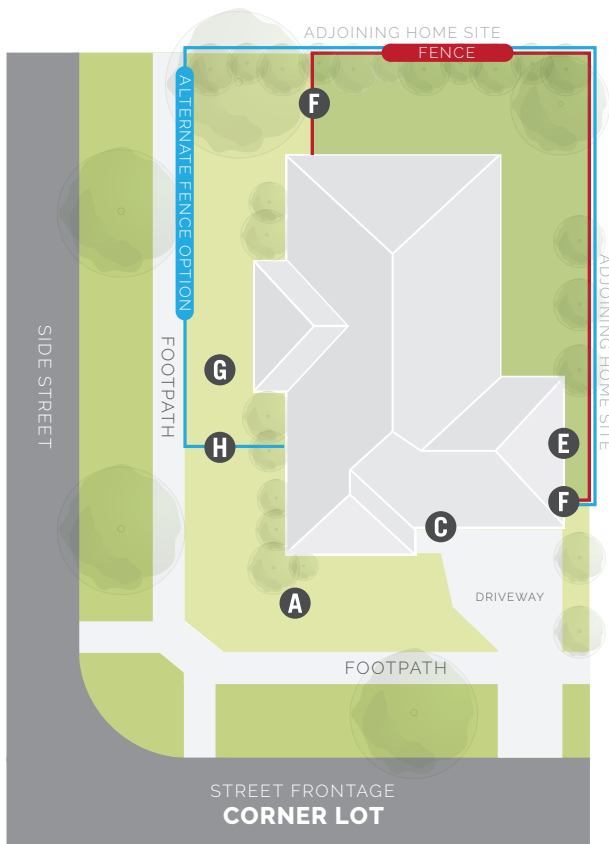 ADJOINING HOME SITE
FENCE
F
ALTERNATE FENCE OPTION
ADJOINING HOME SITE
SIDE STREET
FOOTPATH
G
H
E
F
C
A
DRIVEWAY
FOOTPATH
STREET FRONTAGE
CORNER LOT